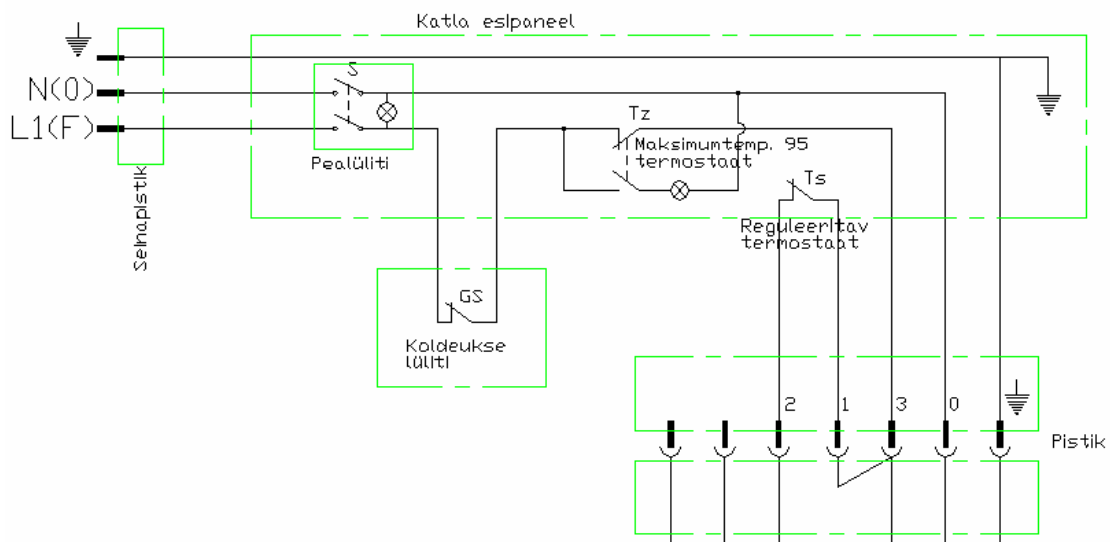 Katla esipaneel
N(0)
L1(F)
S
Pealüliti
Seinapistik
Tz
Maksimumtemp. 95
termostaat
Ts
Reguleeritav
termostaat
GS
Koldeukse
lüliti
2 1 3 0
Pistik